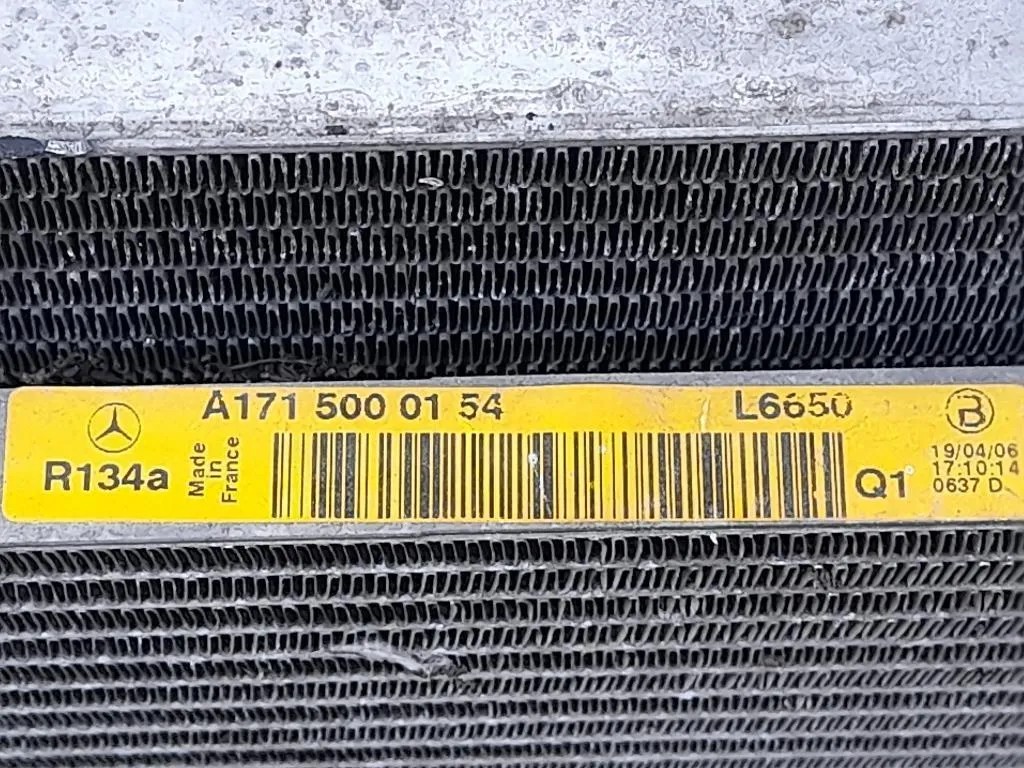 A171 500 01 54 L6650 B
R134a
Made
in
France
Q1
19/04/06
17:10:14
0637 D